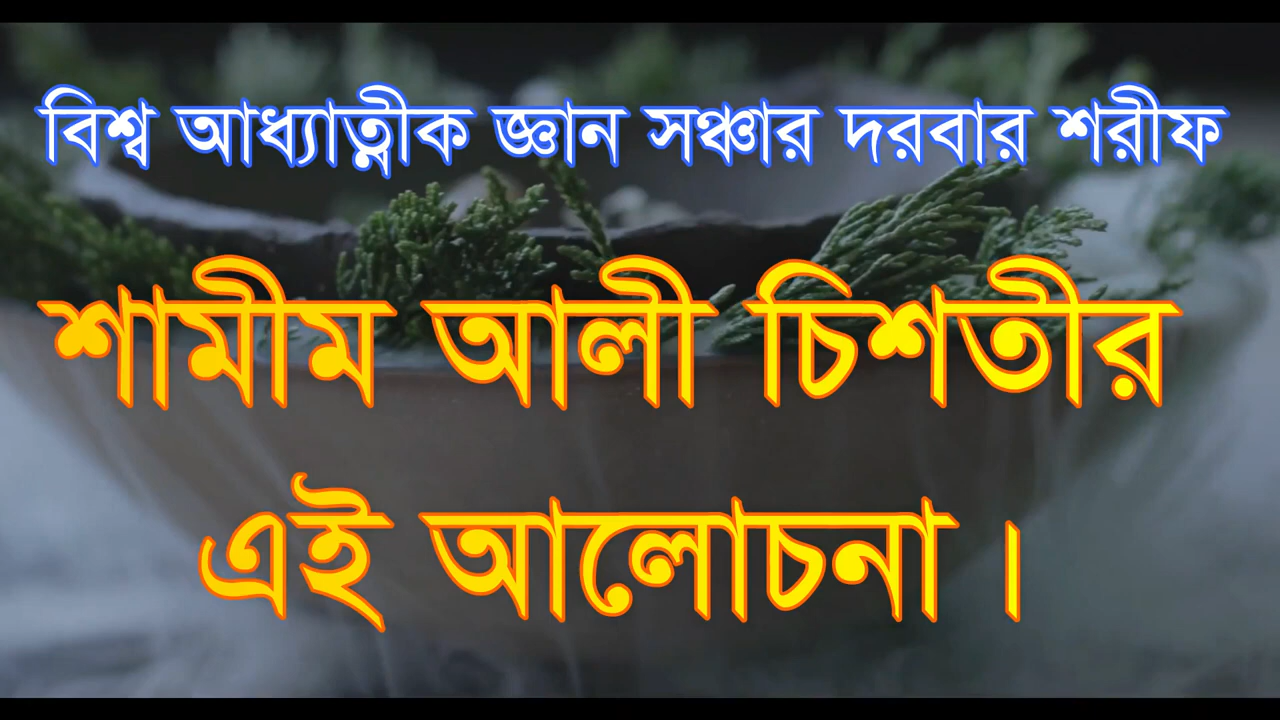 বিশ্ব আধ্যাত্নীক জ্ঞান সঞ্চার দরবার শরীফ
শামীম আলী চিশতীর
এই আলোচনা ।